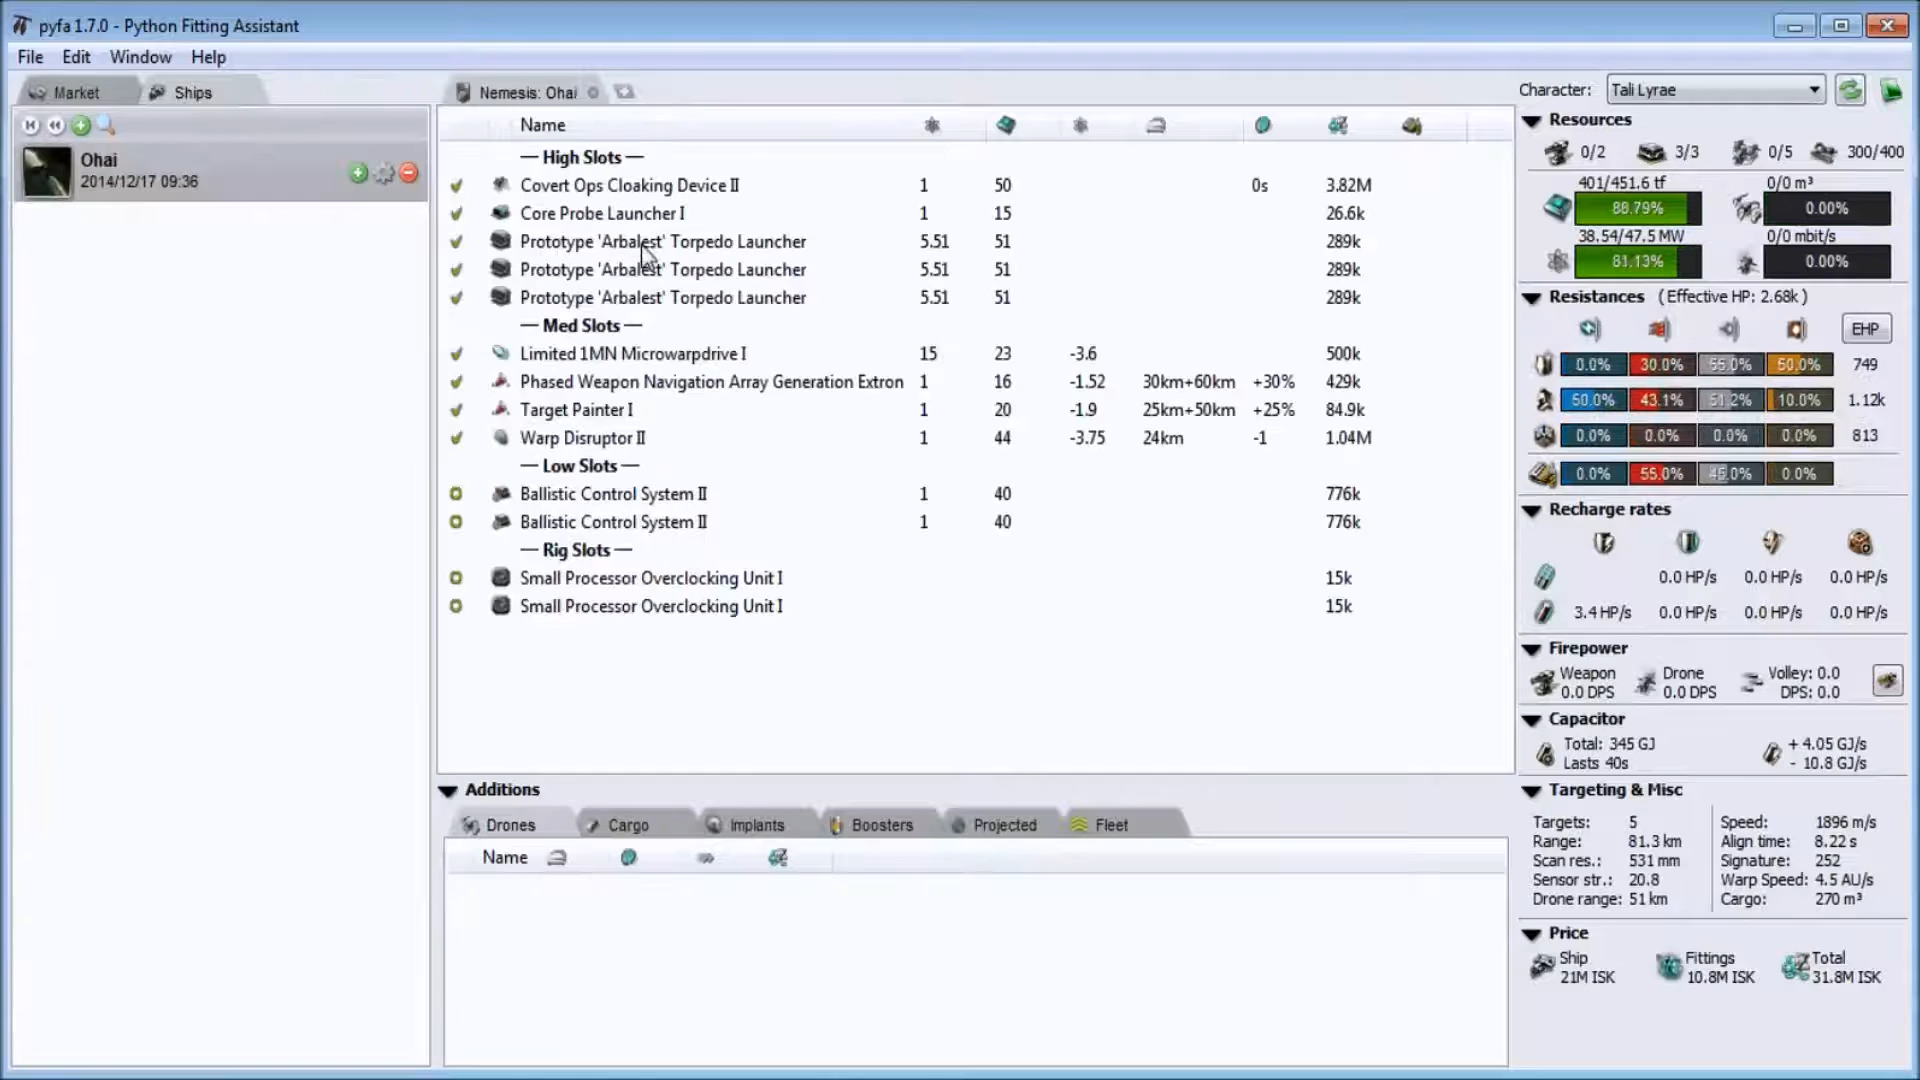 pyfa 1.7.0 - Python Fitting Assistant
File Edit Window Help
Market Ships
Nemesis: Ohai
Character: Tali Lyrae
Ohai
2014/12/17 09:36
Name
— High Slots —
Covert Ops Cloaking Device II 1 50 0s 3.82M
Core Probe Launcher I 1 15 26.6k
Prototype 'Arbalest' Torpedo Launcher 5.51 51 289k
Prototype 'Arbalest' Torpedo Launcher 5.51 51 289k
Prototype 'Arbalest' Torpedo Launcher 5.51 51 289k
— Med Slots —
Limited 1MN Microwarpdrive I 15 23 -3.6 500k
Phased Weapon Navigation Array Generation Extron 1 16 -1.52 30km+60km +30% 429k
Target Painter I 1 20 -1.9 25km+50km +25% 84.9k
Warp Disruptor II 1 44 -3.75 24km -1 1.04M
— Low Slots —
Ballistic Control System II 1 40 776k
Ballistic Control System II 1 40 776k
— Rig Slots —
Small Processor Overclocking Unit I 15k
Small Processor Overclocking Unit I 15k
Additions
Drones Cargo Implants Boosters Projected Fleet
Name
Resources
0/2 3/3 0/5 300/400
401/451.6 tf 0/0 m³
88.79% 0.00%
38.54/47.5 MW 0/0 mbit/s
81.13% 0.00%
Resistances (Effective HP: 2.68k)
EHP
0.0% 30.0% 55.0% 50.0% 749
50.0% 43.1% 51.2% 10.0% 1.12k
0.0% 0.0% 0.0% 0.0% 813
0.0% 55.0% 45.0% 0.0%
Recharge rates
0.0 HP/s 0.0 HP/s 0.0 HP/s
3.4 HP/s 0.0 HP/s 0.0 HP/s 0.0 HP/s
Firepower
Weapon Drone Volley: 0.0
0.0 DPS 0.0 DPS DPS: 0.0
Capacitor
Total: 345 GJ + 4.05 GJ/s
Lasts 40s - 10.8 GJ/s
Targeting & Misc
Targets: 5 Speed: 1896 m/s
Range: 81.3 km Align time: 8.22 s
Scan res.: 531 mm Signature: 252
Sensor str.: 20.8 Warp Speed: 4.5 AU/s
Drone range: 51 km Cargo: 270 m³
Price
Ship Fittings Total
21M ISK 10.8M ISK 31.8M ISK